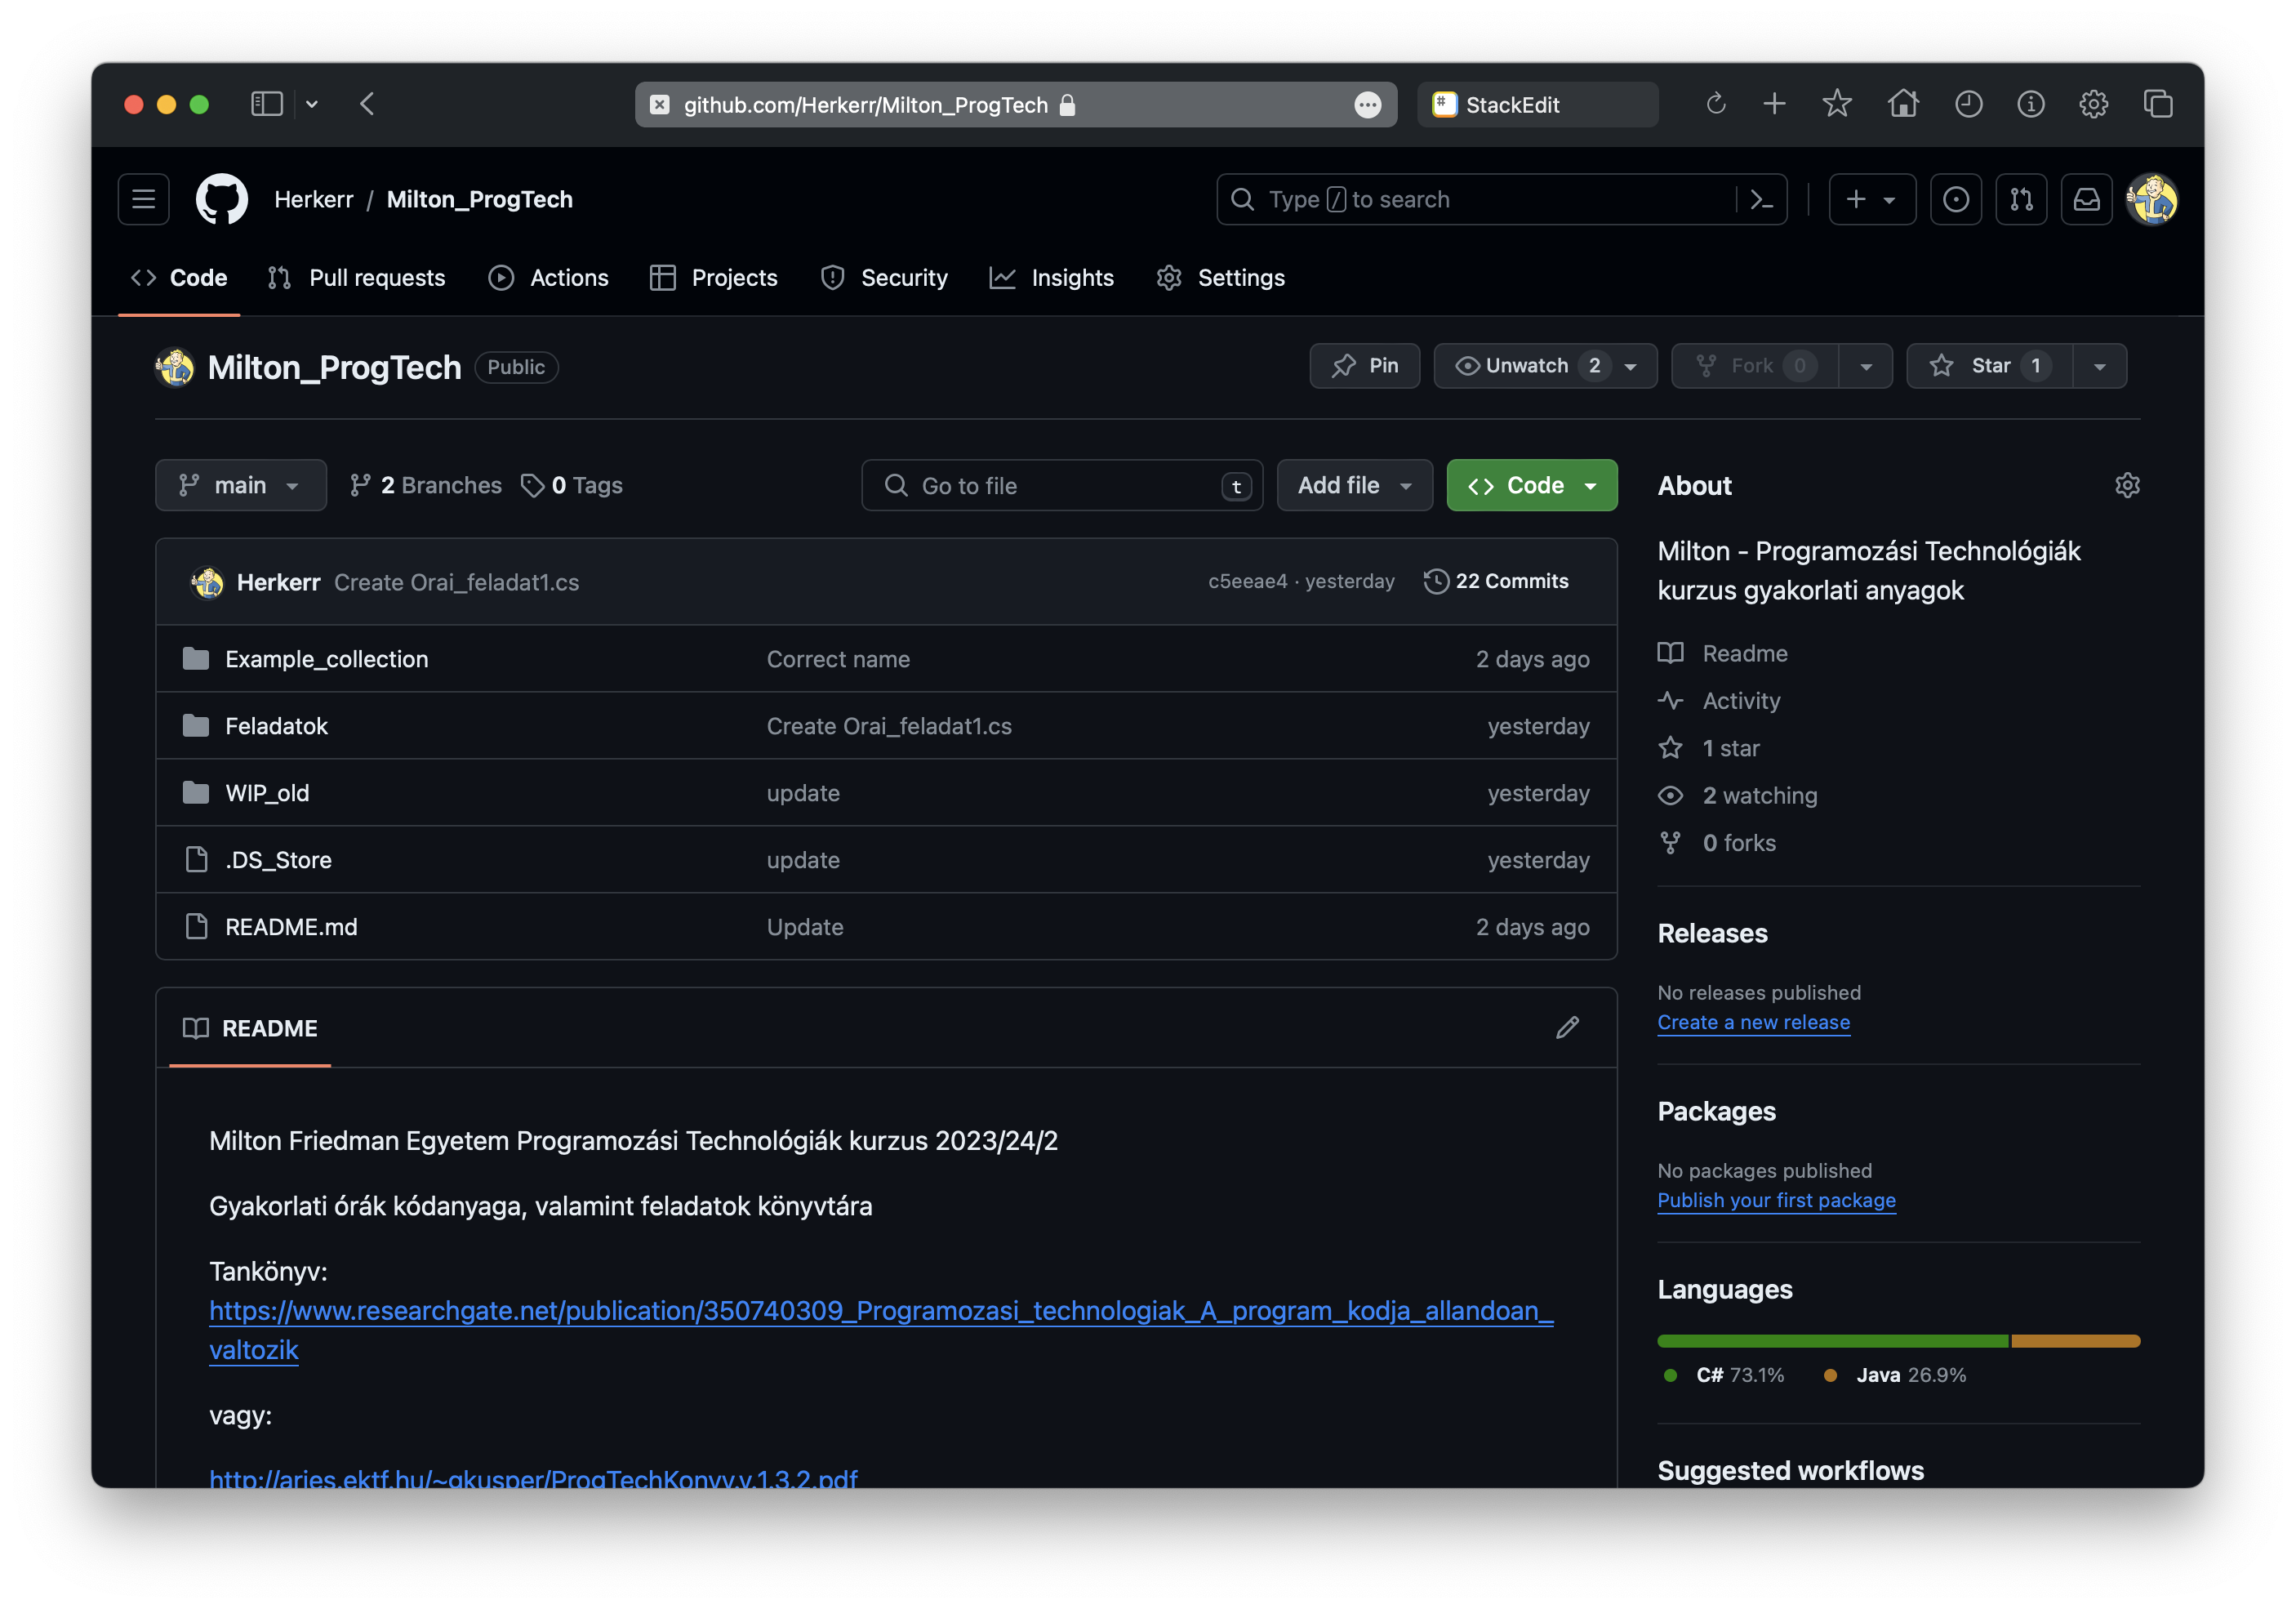 github.com/Herkerr/Milton_ProgTech
StackEdit
Herkerr / Milton_ProgTech
Type / to search
Code
Pull requests
Actions
Projects
Security
Insights
Settings
Milton_ProgTech Public
Pin
Unwatch 2
Fork 0
Star 1
main
2 Branches
0 Tags
Go to file t
Add file
Code
Herkerr Create Orai_feladat1.cs c5eeae4 · yesterday 22 Commits
Example_collection Correct name 2 days ago
Feladatok Create Orai_feladat1.cs yesterday
WIP_old update yesterday
.DS_Store update yesterday
README.md Update 2 days ago
README
Milton Friedman Egyetem Programozási Technológiák kurzus 2023/24/2
Gyakorlati órák kódanyaga, valamint feladatok könyvtára
Tankönyv:
https://www.researchgate.net/publication/350740309_Programozasi_technologiak_A_program_kodja_allandoan_
valtozik
vagy:
http://aries.ektf.hu/~gkusper/ProgTechKonyv.v.1.3.2.pdf
About
Milton - Programozási Technológiák
kurzus gyakorlati anyagok
Readme
Activity
1 star
2 watching
0 forks
Releases
No releases published
Create a new release
Packages
No packages published
Publish your first package
Languages
C# 73.1% Java 26.9%
Suggested workflows